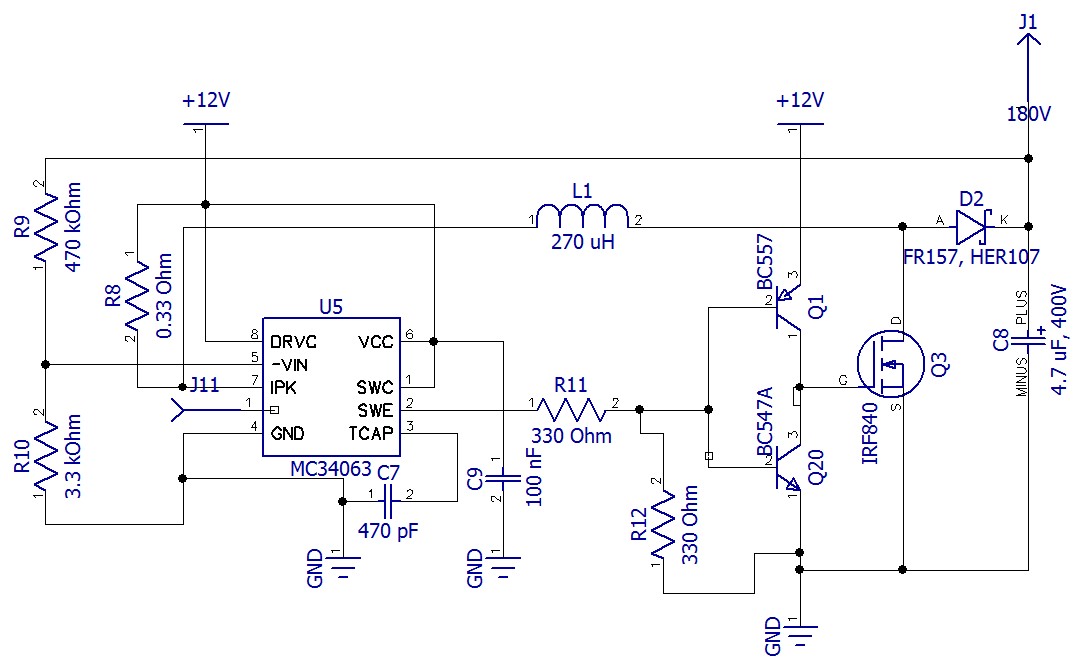 J1
180V
+12V
+12V
2
R9
470 kOhm
1
1
R8
0.33 Ohm
2
L1
1
2
270 uH
D2
A
K
FR157, HER107
BC557
3
2
Q1
1
U5
8
DRVC
VCC
6
5
-VIN
7
IPK
SWC
1
J11
1
SWE
2
4
GND
TCAP
3
MC34063
R11
1
2
330 Ohm
BC547A
3
2
Q20
1
D
G
S
Q3
IRF840
PLUS
C8
+
MINUS
4.7 uF, 400V
2
R10
3.3 kOhm
1
C7
1
2
470 pF
1
C9
100 nF
2
2
R12
330 Ohm
1
1
GND
1
GND
1
GND